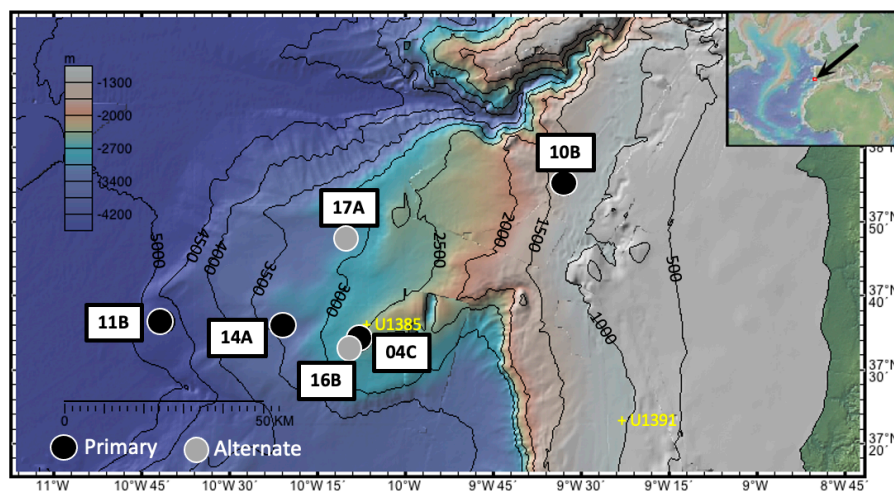 m
-1300
-2000
-2700
-3400
-4200
10B
17A
11B
14A
16B
04C
U1385
U1391
5000
4500
4000
3500
3000
2500
2000
1500
1000
500
0
50 KM
Primary
Alternate
38°N
37°N
50'
37°N
40'
37°N
30'
37°N
20'
11°W
10°W 45'
10°W 30'
10°W 15'
10°W
9°W 45'
9°W 30'
9°W 15'
9°W
8°W 45'